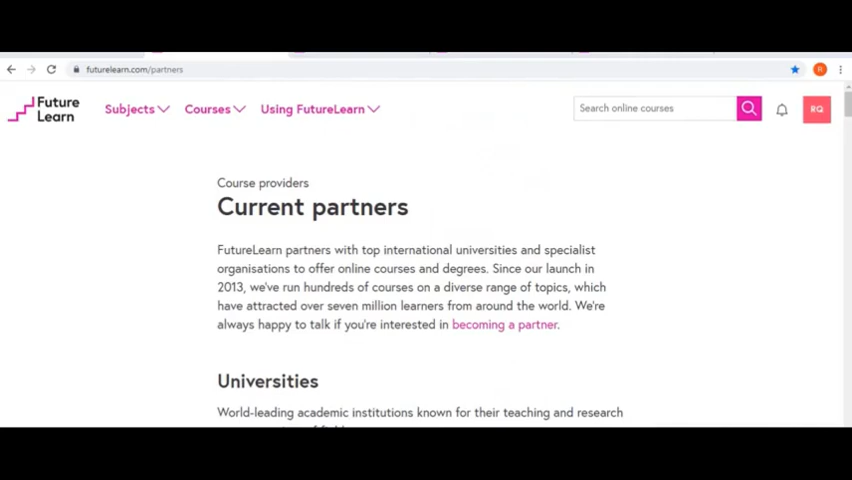 futurelearn.com/partners
R
Future
Learn
Subjects
Courses
Using FutureLearn
Search online courses
RQ
Course providers
Current partners
FutureLearn partners with top international universities and specialist
organisations to offer online courses and degrees. Since our launch in
2013, we've run hundreds of courses on a diverse range of topics, which
have attracted over seven million learners from around the world. We're
always happy to talk if you're interested in becoming a partner.
Universities
World-leading academic institutions known for their teaching and research